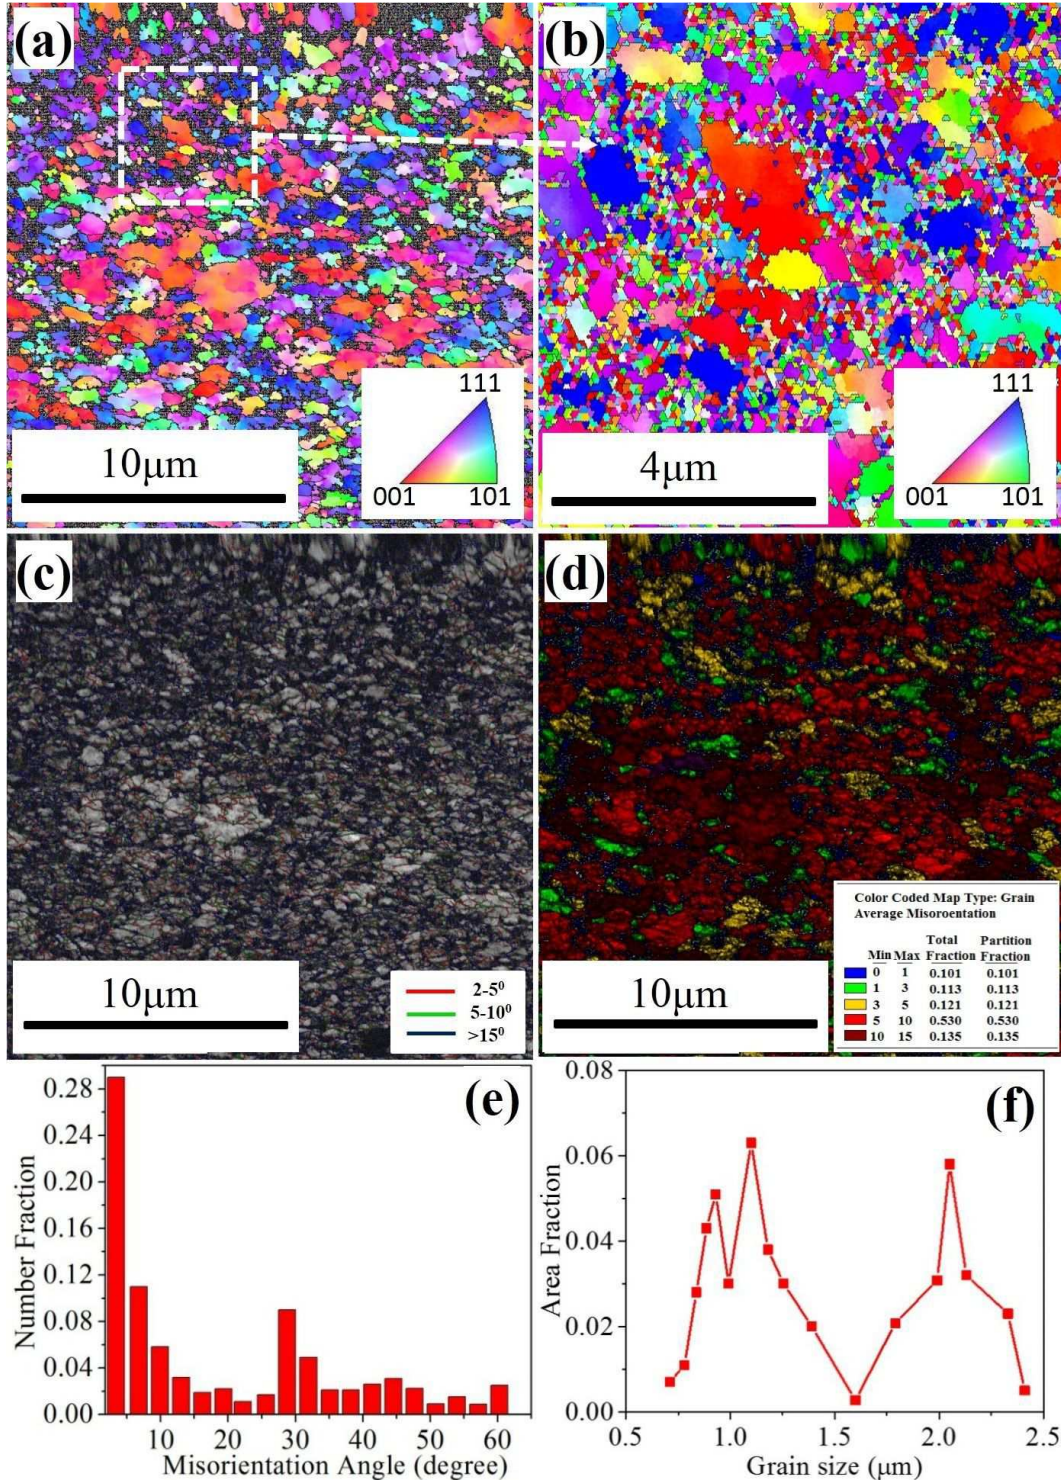 (a)
111
001 101
10μm
(b)
111
001 101
4μm
(c)
10μm
2-5⁰
5-10⁰
>15⁰
(d)
10μm
Color Coded Map Type: Grain
Average Misoroentation
Total Partition
Min Max Fraction Fraction
0 1 0.101 0.101
1 3 0.113 0.113
3 5 0.121 0.121
5 10 0.530 0.530
10 15 0.135 0.135
(e)
Number Fraction
0.28
0.24
0.20
0.16
0.12
0.08
0.04
0.00
10 20 30 40 50 60
Misorientation Angle (degree)
(f)
Area Fraction
0.08
0.06
0.04
0.02
0.00
0.5 1.0 1.5 2.0 2.5
Grain size (μm)